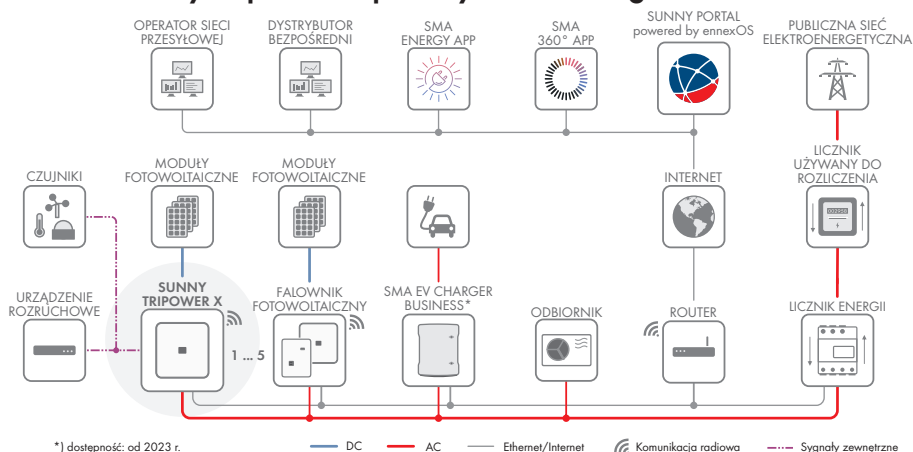 OPERATOR SIECI
PRZESYŁOWEJ
DYSTRYBUTOR
BEZPOŚREDNI
SMA
ENERGY APP
SMA
360° APP
SUNNY PORTAL
powered by ennexOS
PUBLICZNA SIEĆ
ELEKTROENERGETYCZNA
CZUJNIKI
MODUŁY
FOTOWOLTAICZNE
MODUŁY
FOTOWOLTAICZNE
INTERNET
LICZNIK
UŻYWANY DO
ROZLICZENIA
URZĄDZENIE
ROZRUCHOWE
SUNNY
TRIPOWER X
1 ... 5
FALOWNIK
FOTOWOLTAICZNY
SMA EV CHARGER
BUSINESS*
ODBIORNIK
ROUTER
LICZNIK ENERGII
*) dostępność: od 2023 r.
DC
AC
Ethernet/Internet
Komunikacja radiowa
Sygnały zewnętrzne